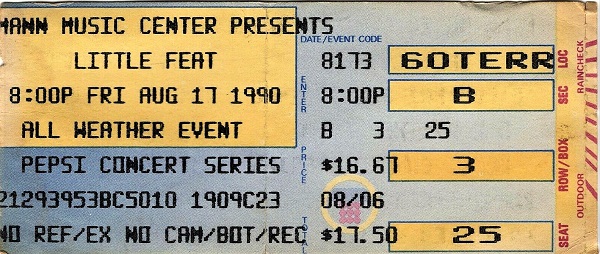 MANN MUSIC CENTER PRESENTS
LITTLE FEAT
8:00P FRI AUG 17 1990
ALL WEATHER EVENT
PEPSI CONCERT SERIES
21293953BC5010 1909C23
NO REF/EX NO CAM/BOT/REC
DATE/EVENT CODE
8173
ENTER
8:00P
B 3 25
PRICE
$16.67
08/06
TOTAL
$17.50
60TERR
B
3
25
LOC
SEC
ROW/BOX
SEAT
RAINCHECK
OUTDOOR